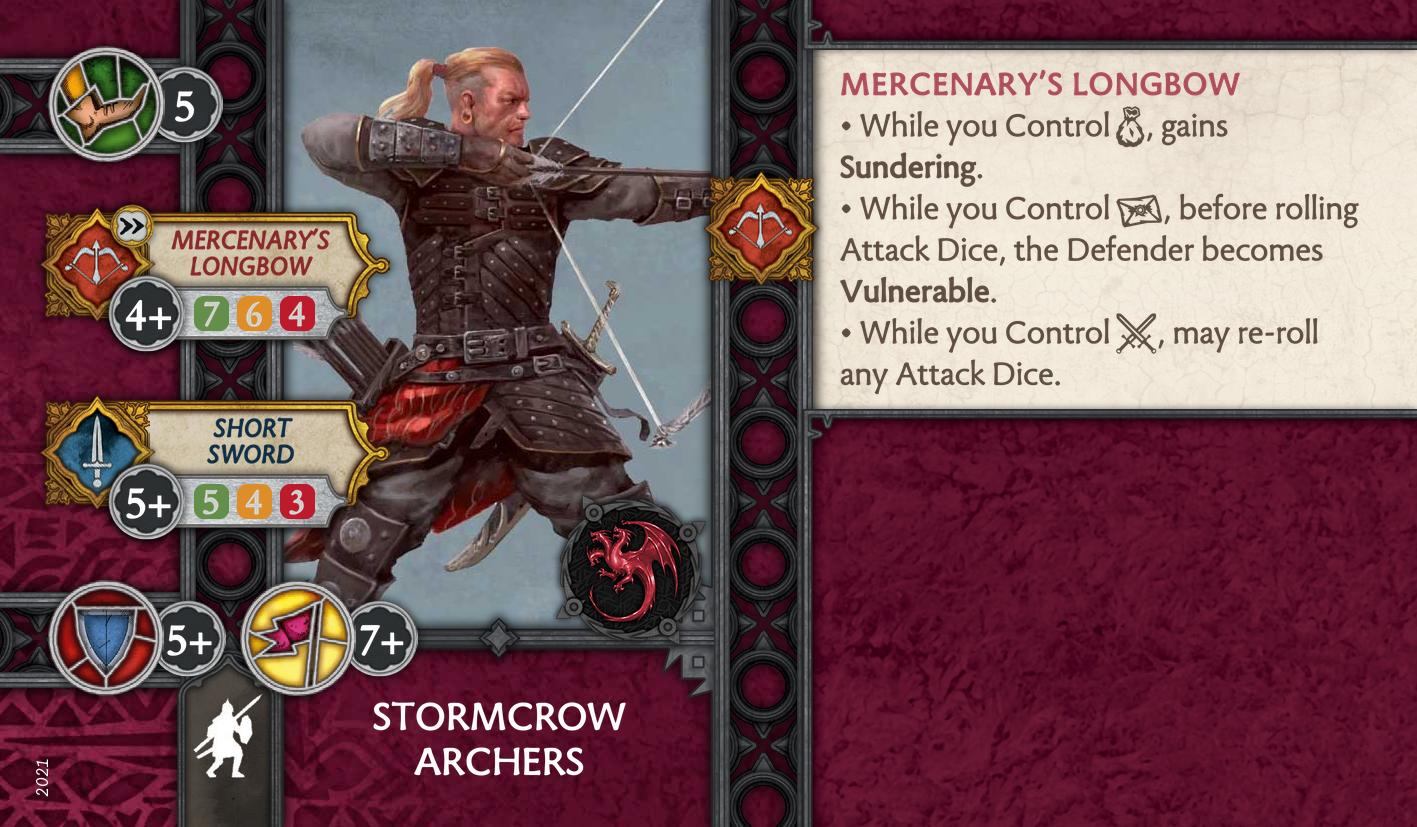 5
MERCENARY'S
LONGBOW
4+ 7 6 4
SHORT
SWORD
5+ 5 4 3
5+ 7+
STORMCROW
ARCHERS
2021
MERCENARY'S LONGBOW
• While you Control , gains
Sundering.
• While you Control , before rolling
Attack Dice, the Defender becomes
Vulnerable.
• While you Control , may re-roll
any Attack Dice.